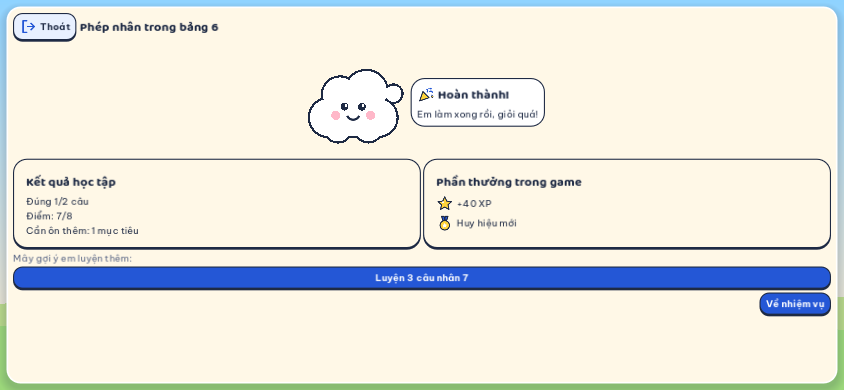 Thoát Phép nhân trong bảng 6
Hoàn thành!
Em làm xong rồi, giỏi quá!
Kết quả học tập
Đúng 1/2 câu
Điểm: 7/8
Cần ôn thêm: 1 mục tiêu
Phần thưởng trong game
+40 XP
Huy hiệu mới
Mây gợi ý em luyện thêm:
Luyện 3 câu nhân 7
Về nhiệm vụ